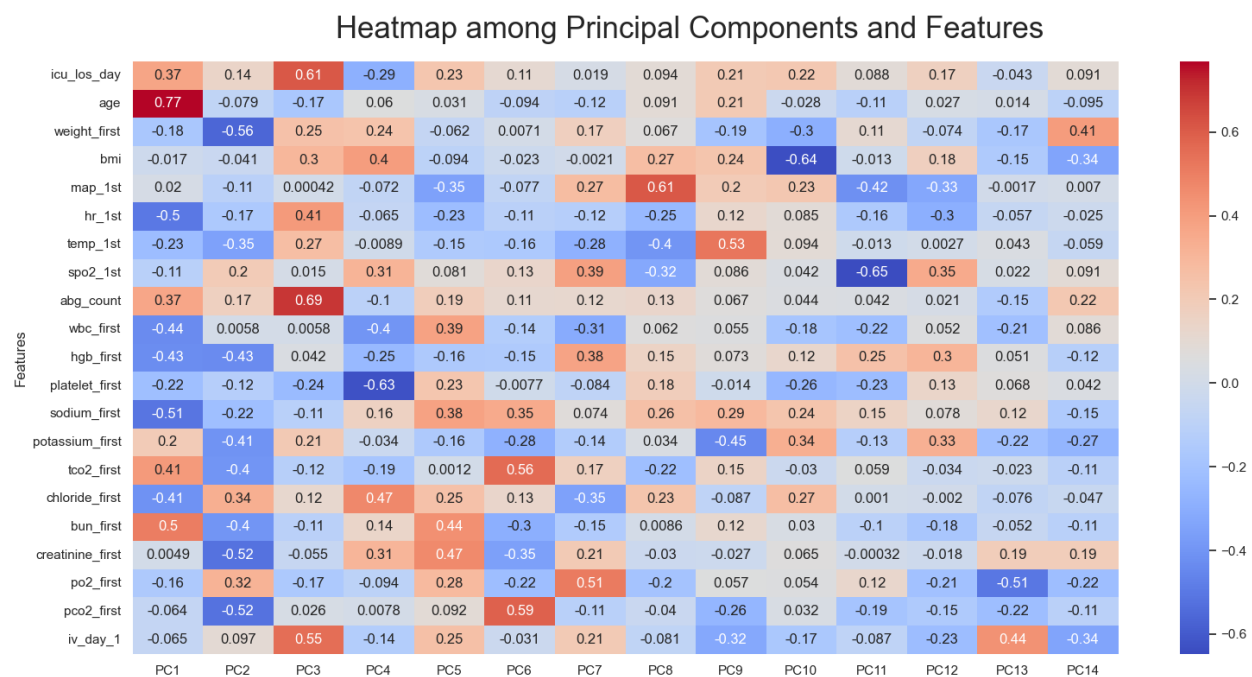 Heatmap among Principal Components and Features
icu_los_day 0.37 0.14 0.61 -0.29 0.23 0.11 0.019 0.094 0.21 0.22 0.088 0.17 -0.043 0.091
age 0.77 -0.079 -0.17 0.06 0.031 -0.094 -0.12 0.091 0.21 -0.028 -0.11 0.027 0.014 -0.095
weight_first -0.18 -0.56 0.25 0.24 -0.062 0.0071 0.17 0.067 -0.19 -0.3 0.11 -0.074 -0.17 0.41
bmi -0.017 -0.041 0.3 0.4 -0.094 -0.023 -0.0021 0.27 0.24 -0.64 -0.013 0.18 -0.15 -0.34
map_1st 0.02 -0.11 0.00042 -0.072 -0.35 -0.077 0.27 0.61 0.2 0.23 -0.42 -0.33 -0.0017 0.007
hr_1st -0.5 -0.17 0.41 -0.065 -0.23 -0.11 -0.12 -0.25 0.12 0.085 -0.16 -0.3 -0.057 -0.025
temp_1st -0.23 -0.35 0.27 -0.0089 -0.15 -0.16 -0.28 -0.4 0.53 0.094 -0.013 0.0027 0.043 -0.059
spo2_1st -0.11 0.2 0.015 0.31 0.081 0.13 0.39 -0.32 0.086 0.042 -0.65 0.35 0.022 0.091
abg_count 0.37 0.17 0.69 -0.1 0.19 0.11 0.12 0.13 0.067 0.044 0.042 0.021 -0.15 0.22
wbc_first -0.44 0.0058 0.0058 -0.4 0.39 -0.14 -0.31 0.062 0.055 -0.18 -0.22 0.052 -0.21 0.086
hgb_first -0.43 -0.43 0.042 -0.25 -0.16 -0.15 0.38 0.15 0.073 0.12 0.25 0.3 0.051 -0.12
platelet_first -0.22 -0.12 -0.24 -0.63 0.23 -0.0077 -0.084 0.18 -0.014 -0.26 -0.23 0.13 0.068 0.042
sodium_first -0.51 -0.22 -0.11 0.16 0.38 0.35 0.074 0.26 0.29 0.24 0.15 0.078 0.12 -0.15
potassium_first 0.2 -0.41 0.21 -0.034 -0.16 -0.28 -0.14 0.034 -0.45 0.34 -0.13 0.33 -0.22 -0.27
tco2_first 0.41 -0.4 -0.12 -0.19 0.0012 0.56 0.17 -0.22 0.15 -0.03 0.059 -0.034 -0.023 -0.11
chloride_first -0.41 0.34 0.12 0.47 0.25 0.13 -0.35 0.23 -0.087 0.27 0.001 -0.002 -0.076 -0.047
bun_first 0.5 -0.4 -0.11 0.14 0.44 -0.3 -0.15 0.0086 0.12 0.03 -0.1 -0.18 -0.052 -0.11
creatinine_first 0.0049 -0.52 -0.055 0.31 0.47 -0.35 0.21 -0.03 -0.027 0.065 -0.00032 -0.018 0.19 0.19
po2_first -0.16 0.32 -0.17 -0.094 0.28 -0.22 0.51 -0.2 0.057 0.054 0.12 -0.21 -0.51 -0.22
pco2_first -0.064 -0.52 0.026 0.0078 0.092 0.59 -0.11 -0.04 -0.26 0.032 -0.19 -0.15 -0.22 -0.11
iv_day_1 -0.065 0.097 0.55 -0.14 0.25 -0.031 0.21 -0.081 -0.32 -0.17 -0.087 -0.23 0.44 -0.34
PC1 PC2 PC3 PC4 PC5 PC6 PC7 PC8 PC9 PC10 PC11 PC12 PC13 PC14
Features
0.6
0.4
0.2
0.0
-0.2
-0.4
-0.6